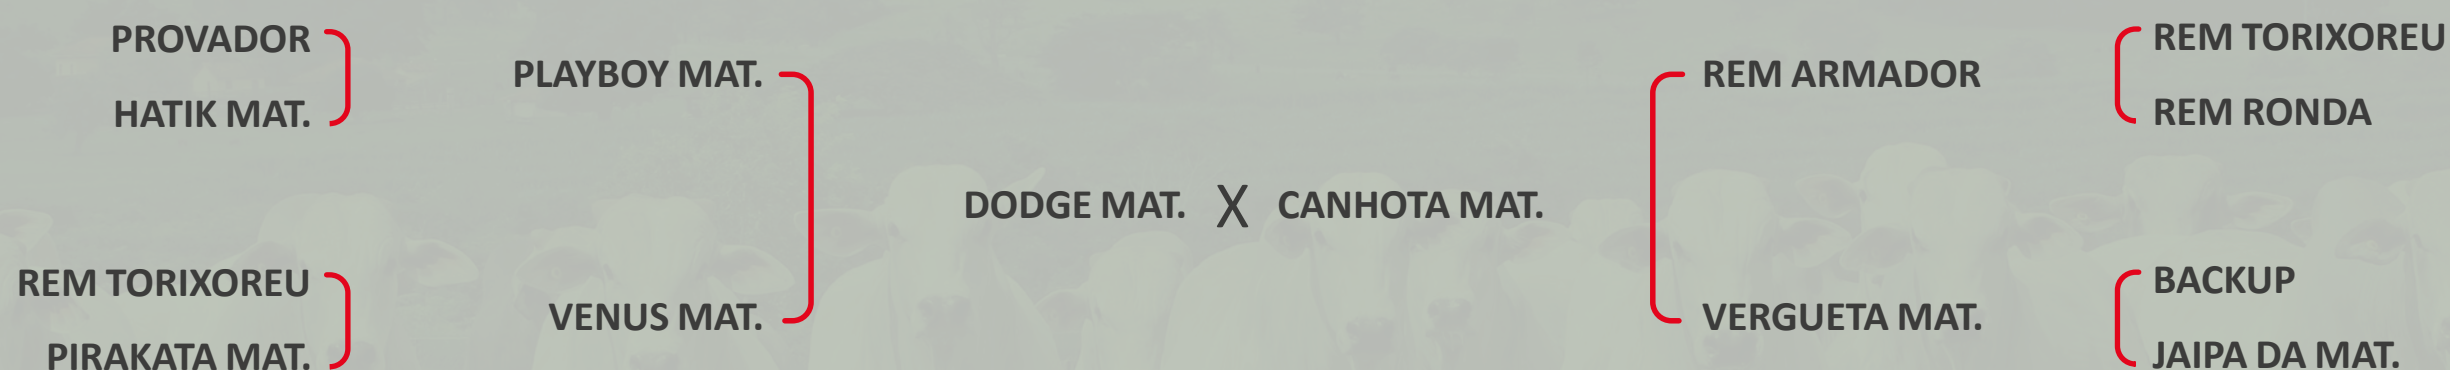 PROVADOR
HATIK MAT.
PLAYBOY MAT.
REM TORIXOREU
PIRAKATA MAT.
VENUS MAT.
DODGE MAT. X CANHOTA MAT.
REM ARMADOR
REM TORIXOREU
REM RONDA
VERGUETA MAT.
BACKUP
JAIPA DA MAT.